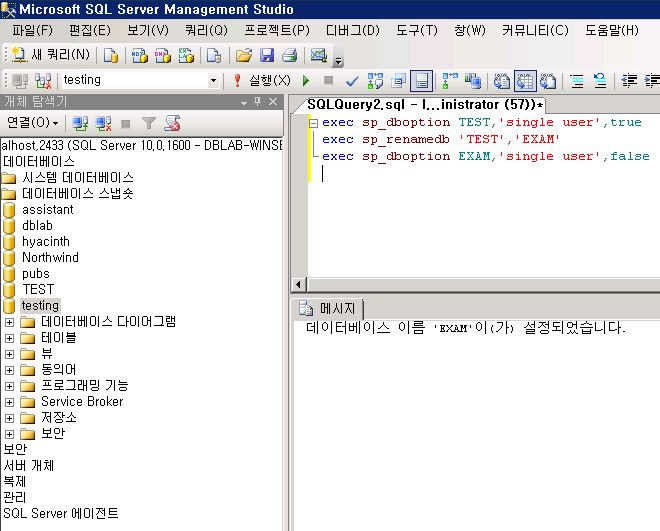 Microsoft SQL Server Management Studio
파일(F) 편집(E) 보기(V) 쿼리(Q) 프로젝트(P) 디버그(D) 도구(T) 창(W) 커뮤니티(C) 도움말(H)
새 쿼리(N)
testing 실행(X)
개체 탐색기
연결(O)
alhost,2433 (SQL Server 10,0,1600 - DBLAB-WINSE
데이터베이스
시스템 데이터베이스
데이터베이스 스냅숏
assistant
dblab
hyacinth
Northwind
pubs
TEST
testing
데이터베이스 다이어그램
테이블
뷰
동의어
프로그래밍 기능
Service Broker
저장소
보안
보안
서버 개체
복제
관리
SQL Server 에이전트
SQLQuery2.sql - l...inistrator (57))*
exec sp_dboption TEST,'single user',true
exec sp_renamedb 'TEST','EXAM'
exec sp_dboption EXAM,'single user',false
메시지
데이터베이스 이름 'EXAM'이(가) 설정되었습니다.